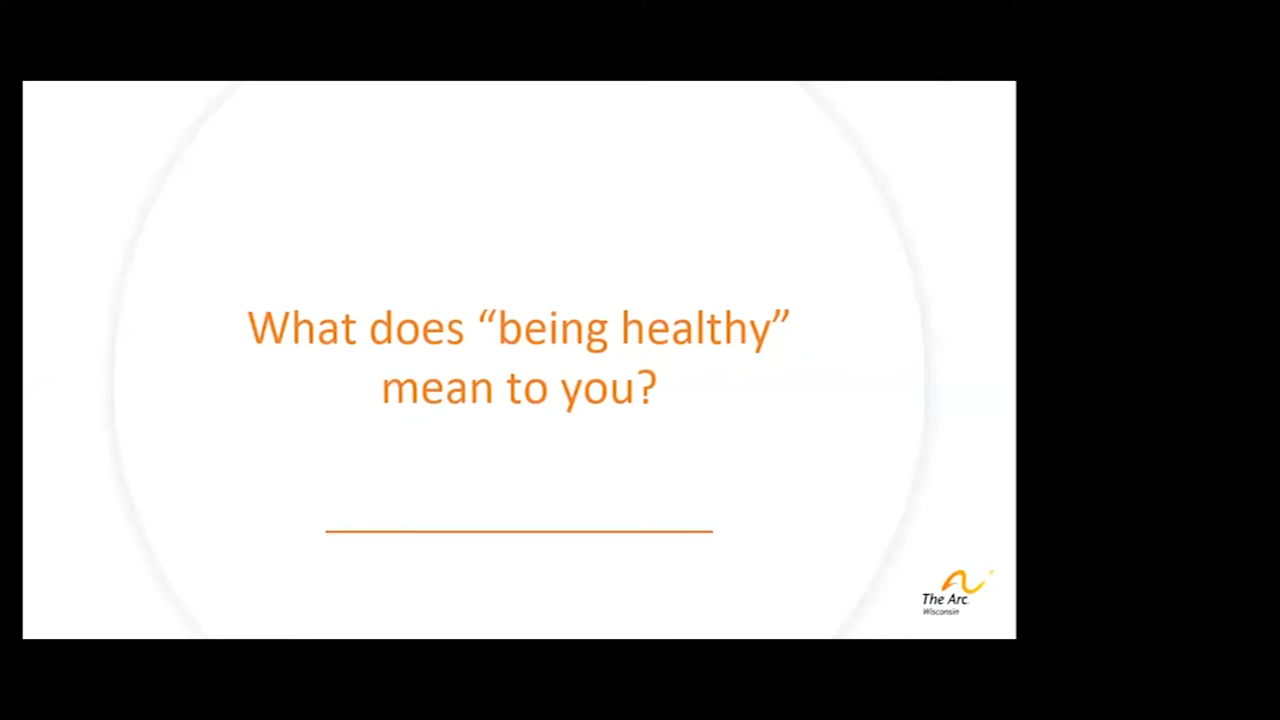 What does “being healthy”
mean to you?
The Arc.
Wisconsin